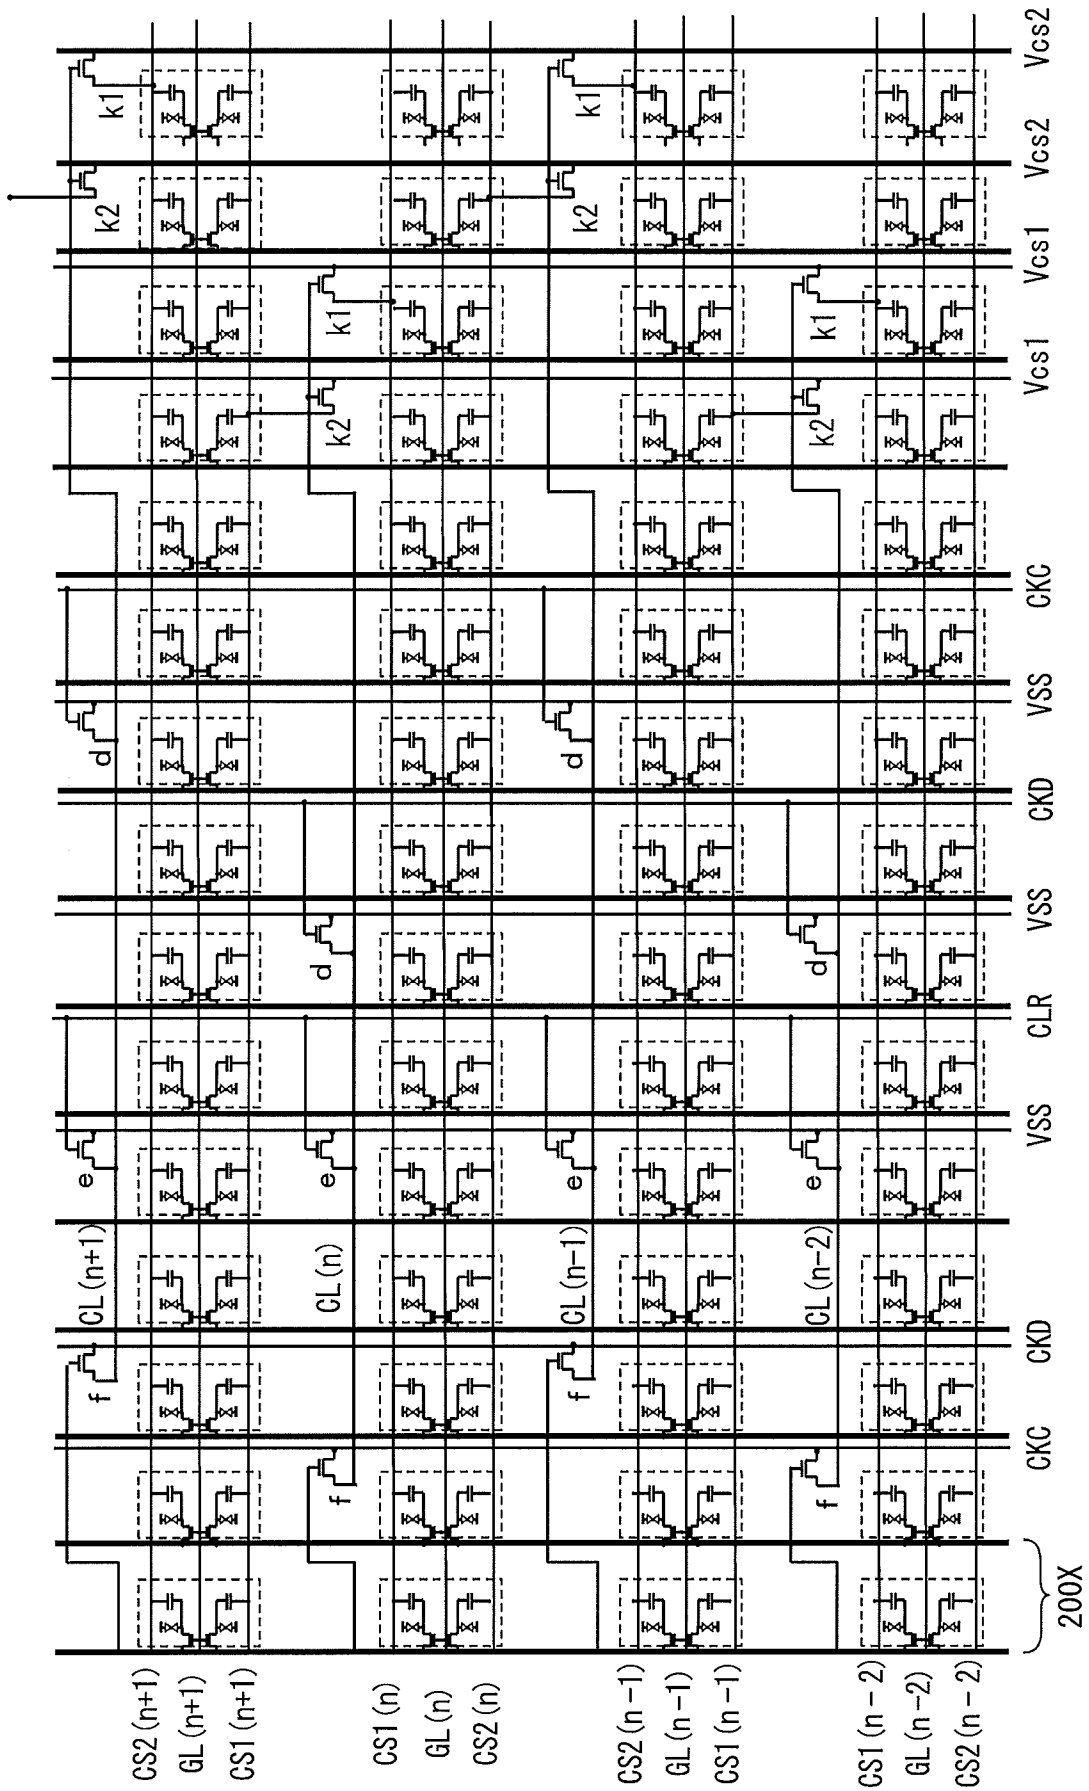 Vcs2
Vcs2
Vcs1
Vcs1
CKC
VSS
CKD
VSS
CLR
VSS
CKD
CKC
200X
k1
k2
k1
k2
k1
k2
k1
k2
d
d
d
d
e
e
e
e
CL(n+1)
CL(n)
CL(n-1)
CL(n-2)
f
f
f
f
CS2(n+1)
GL(n+1)
CS1(n+1)
CS1(n)
GL(n)
CS2(n)
CS2(n-1)
GL(n-1)
CS1(n-1)
CS1(n-2)
GL(n-2)
CS2(n-2)